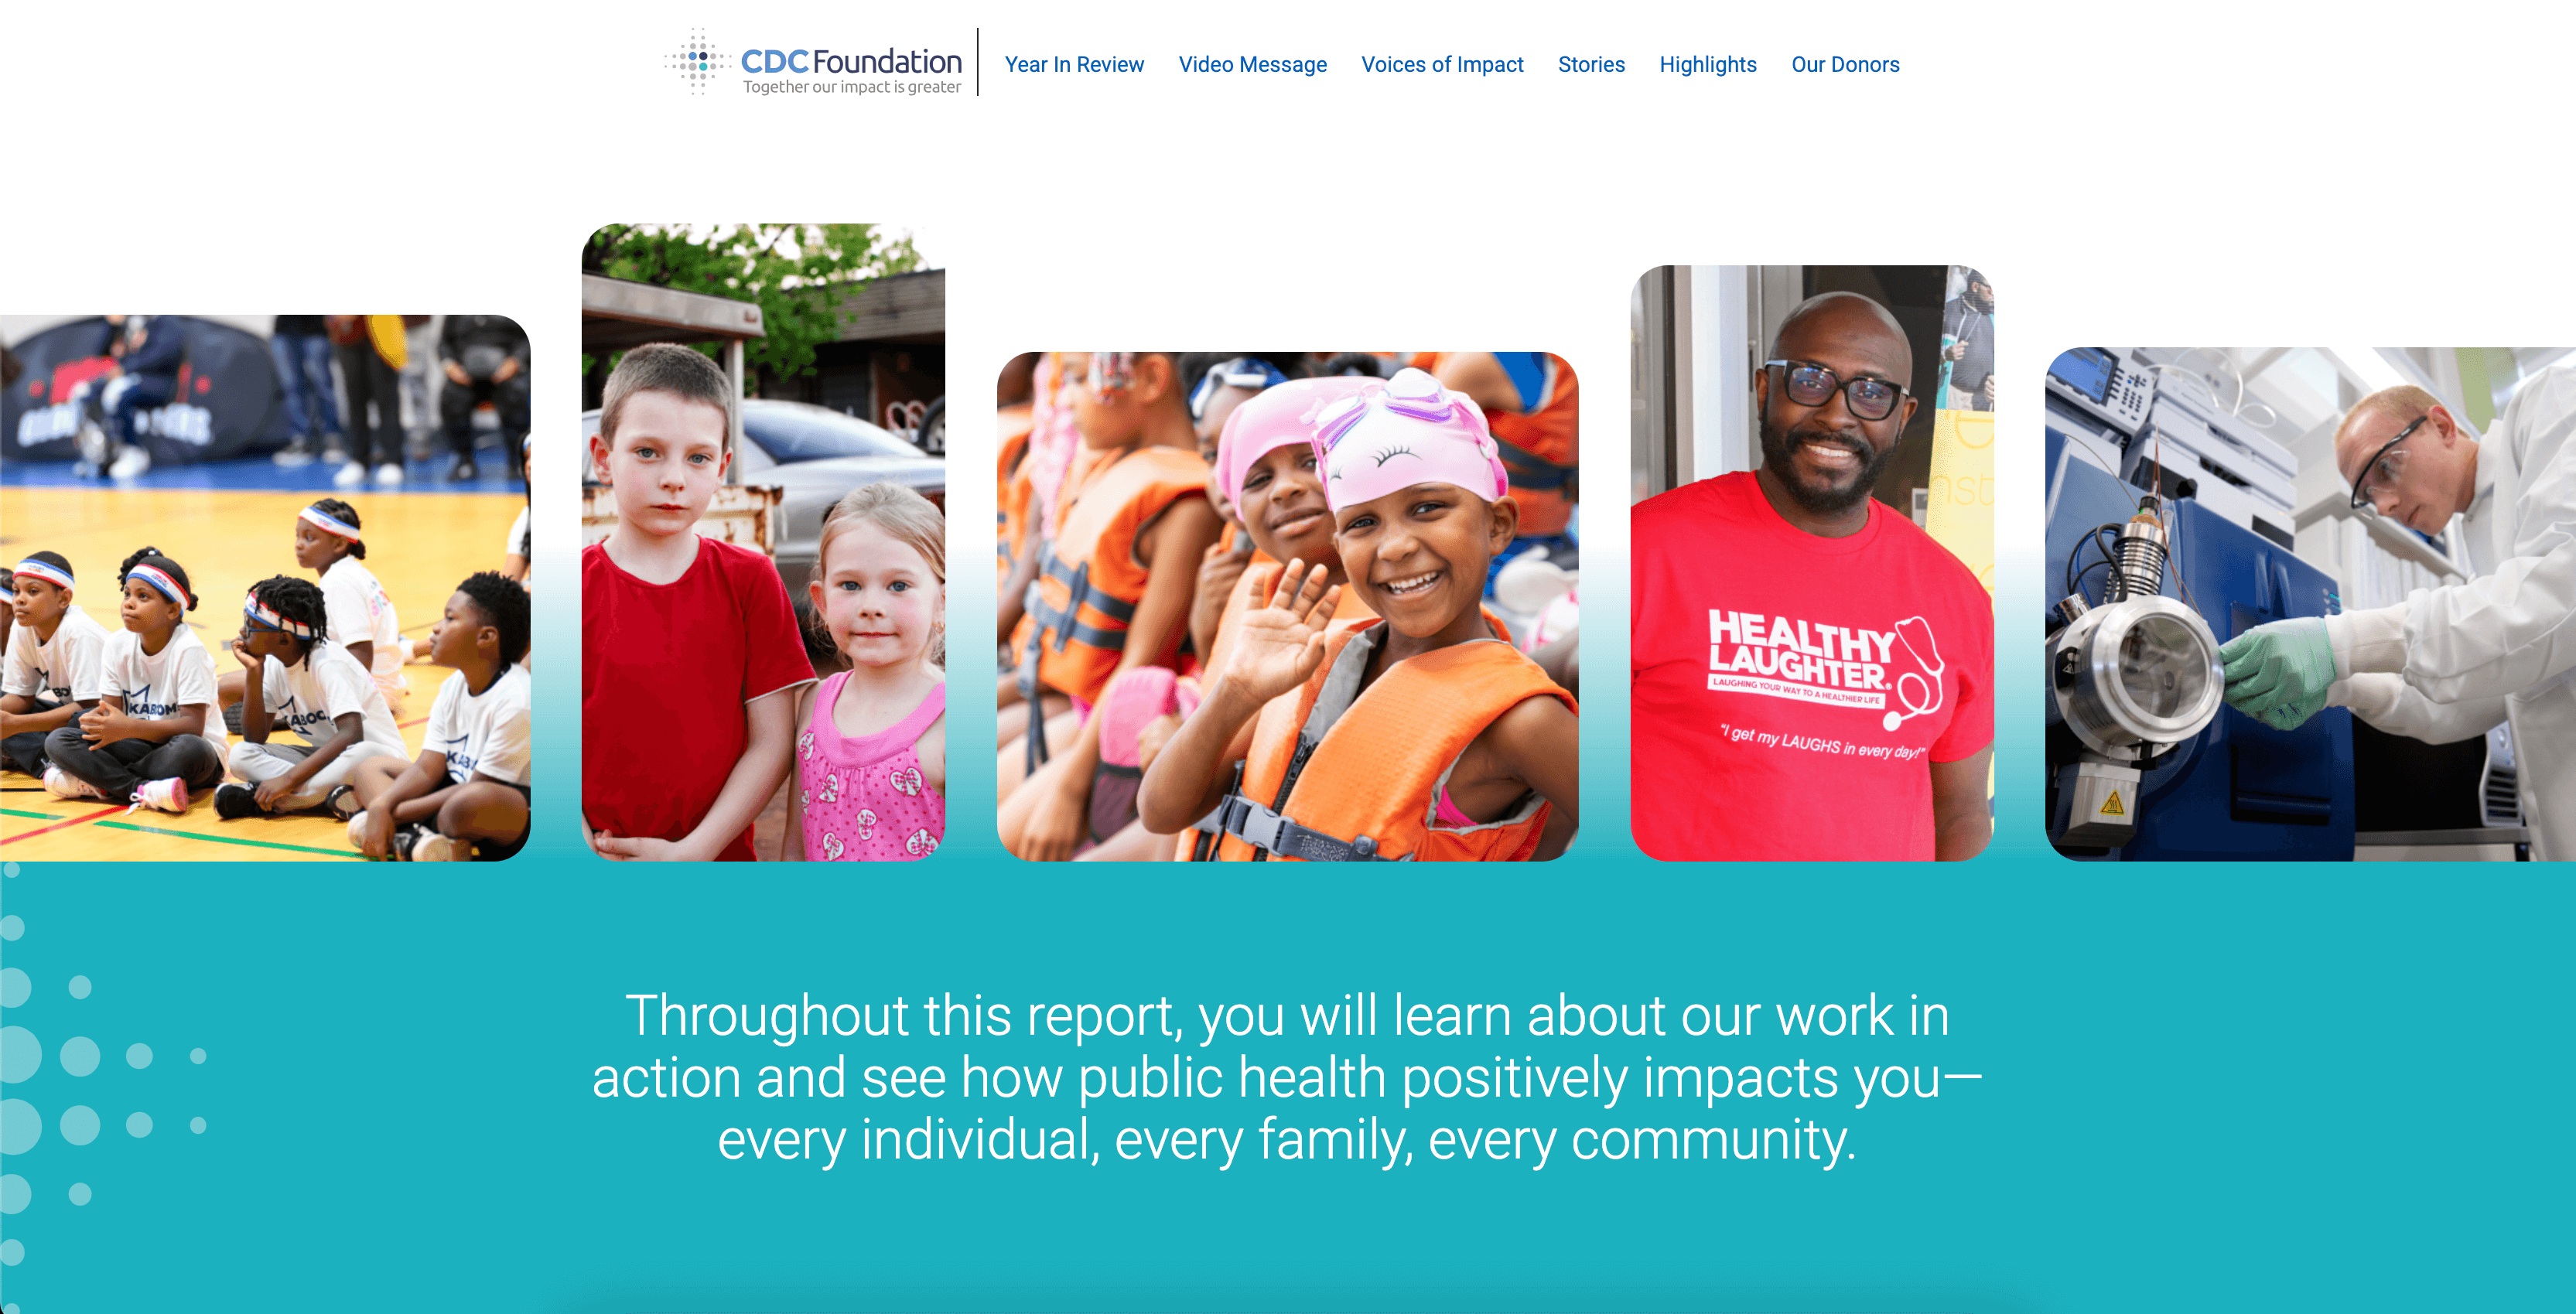 CDC Foundation
Together our impact is greater
Year In Review
Video Message
Voices of Impact
Stories
Highlights
Our Donors
KABOOM
HEALTHY
LAUGHTER®
LAUGHING YOUR WAY TO A HEALTHIER LIFE
"I get my LAUGHS in every day!"
Throughout this report, you will learn about our work in
action and see how public health positively impacts you—
every individual, every family, every community.